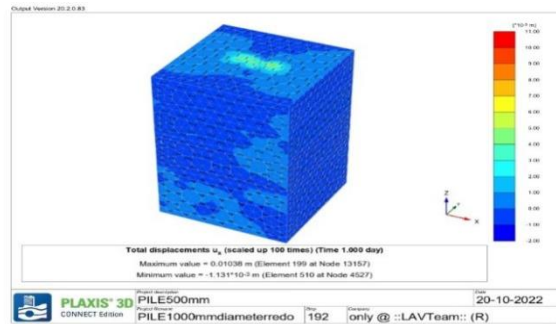 Output Version 20.2.0.83
[*10⁻³ m]
11.00
10.00
9.00
8.00
7.00
6.00
5.00
4.00
3.00
2.00
1.00
0.00
-1.00
-2.00
Z
Y
X
Total displacements uₓ (scaled up 100 times) (Time 1.000 day)
Maximum value = 0.01038 m (Element 199 at Node 13157)
Minimum value = -1.131*10⁻³ m (Element 510 at Node 4527)
PLAXIS® 3D
CONNECT Edition
Project description
PILE500mm
20-10-2022
Project filename
PILE1000mmdiameterredo
Step
192
Company
only @ ::LAVTeam:: (R)